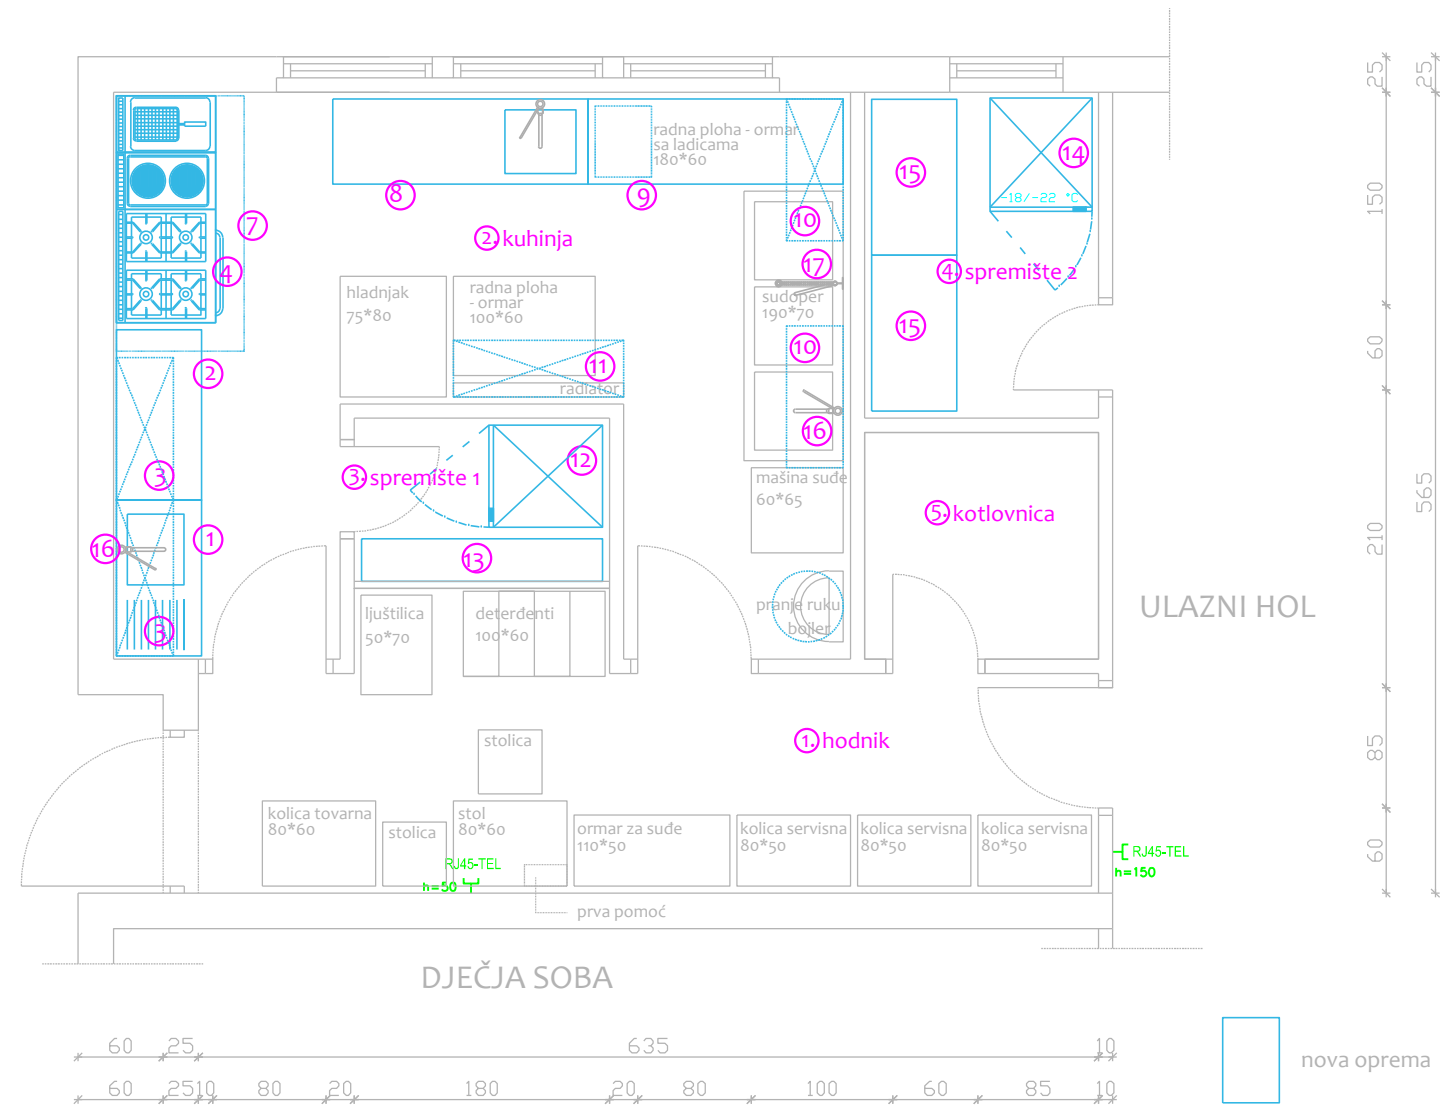 25
25
radna ploha - ormar
sa ladicama
180*60
14
15
-18/-22 °C
8
9
150
7
10
2. kuhinja
17
4
4. spremište 2
hladnjak
75*80
radna ploha
- ormar
100*60
sudoper
190*70
15
10
60
2
11
radiator
16
12
3
3. spremište 1
mašina suđe
60*65
565
5. kotlovnica
16
1
210
13
3
ljuštilica
50*70
deterđenti
100*60
pranje ruku
bojler
ULAZNI HOL
1. hodnik
stolica
85
kolica tovarna
80*60
stolica
stol
80*60
ormar za suđe
110*50
kolica servisna
80*50
kolica servisna
80*50
kolica servisna
80*50
60
RJ45-TEL
h=50
RJ45-TEL
h=150
prva pomoć
DJEČJA SOBA
60 25 635 10
60 25 10 80 20 180 20 80 100 60 85 10
nova oprema